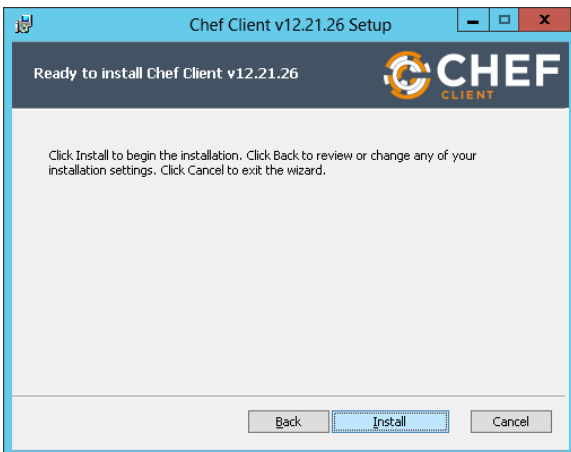 Chef Client v12.21.26 Setup
Ready to install Chef Client v12.21.26
CHEF
CLIENT
Click Install to begin the installation. Click Back to review or change any of your
installation settings. Click Cancel to exit the wizard.
Back
Install
Cancel